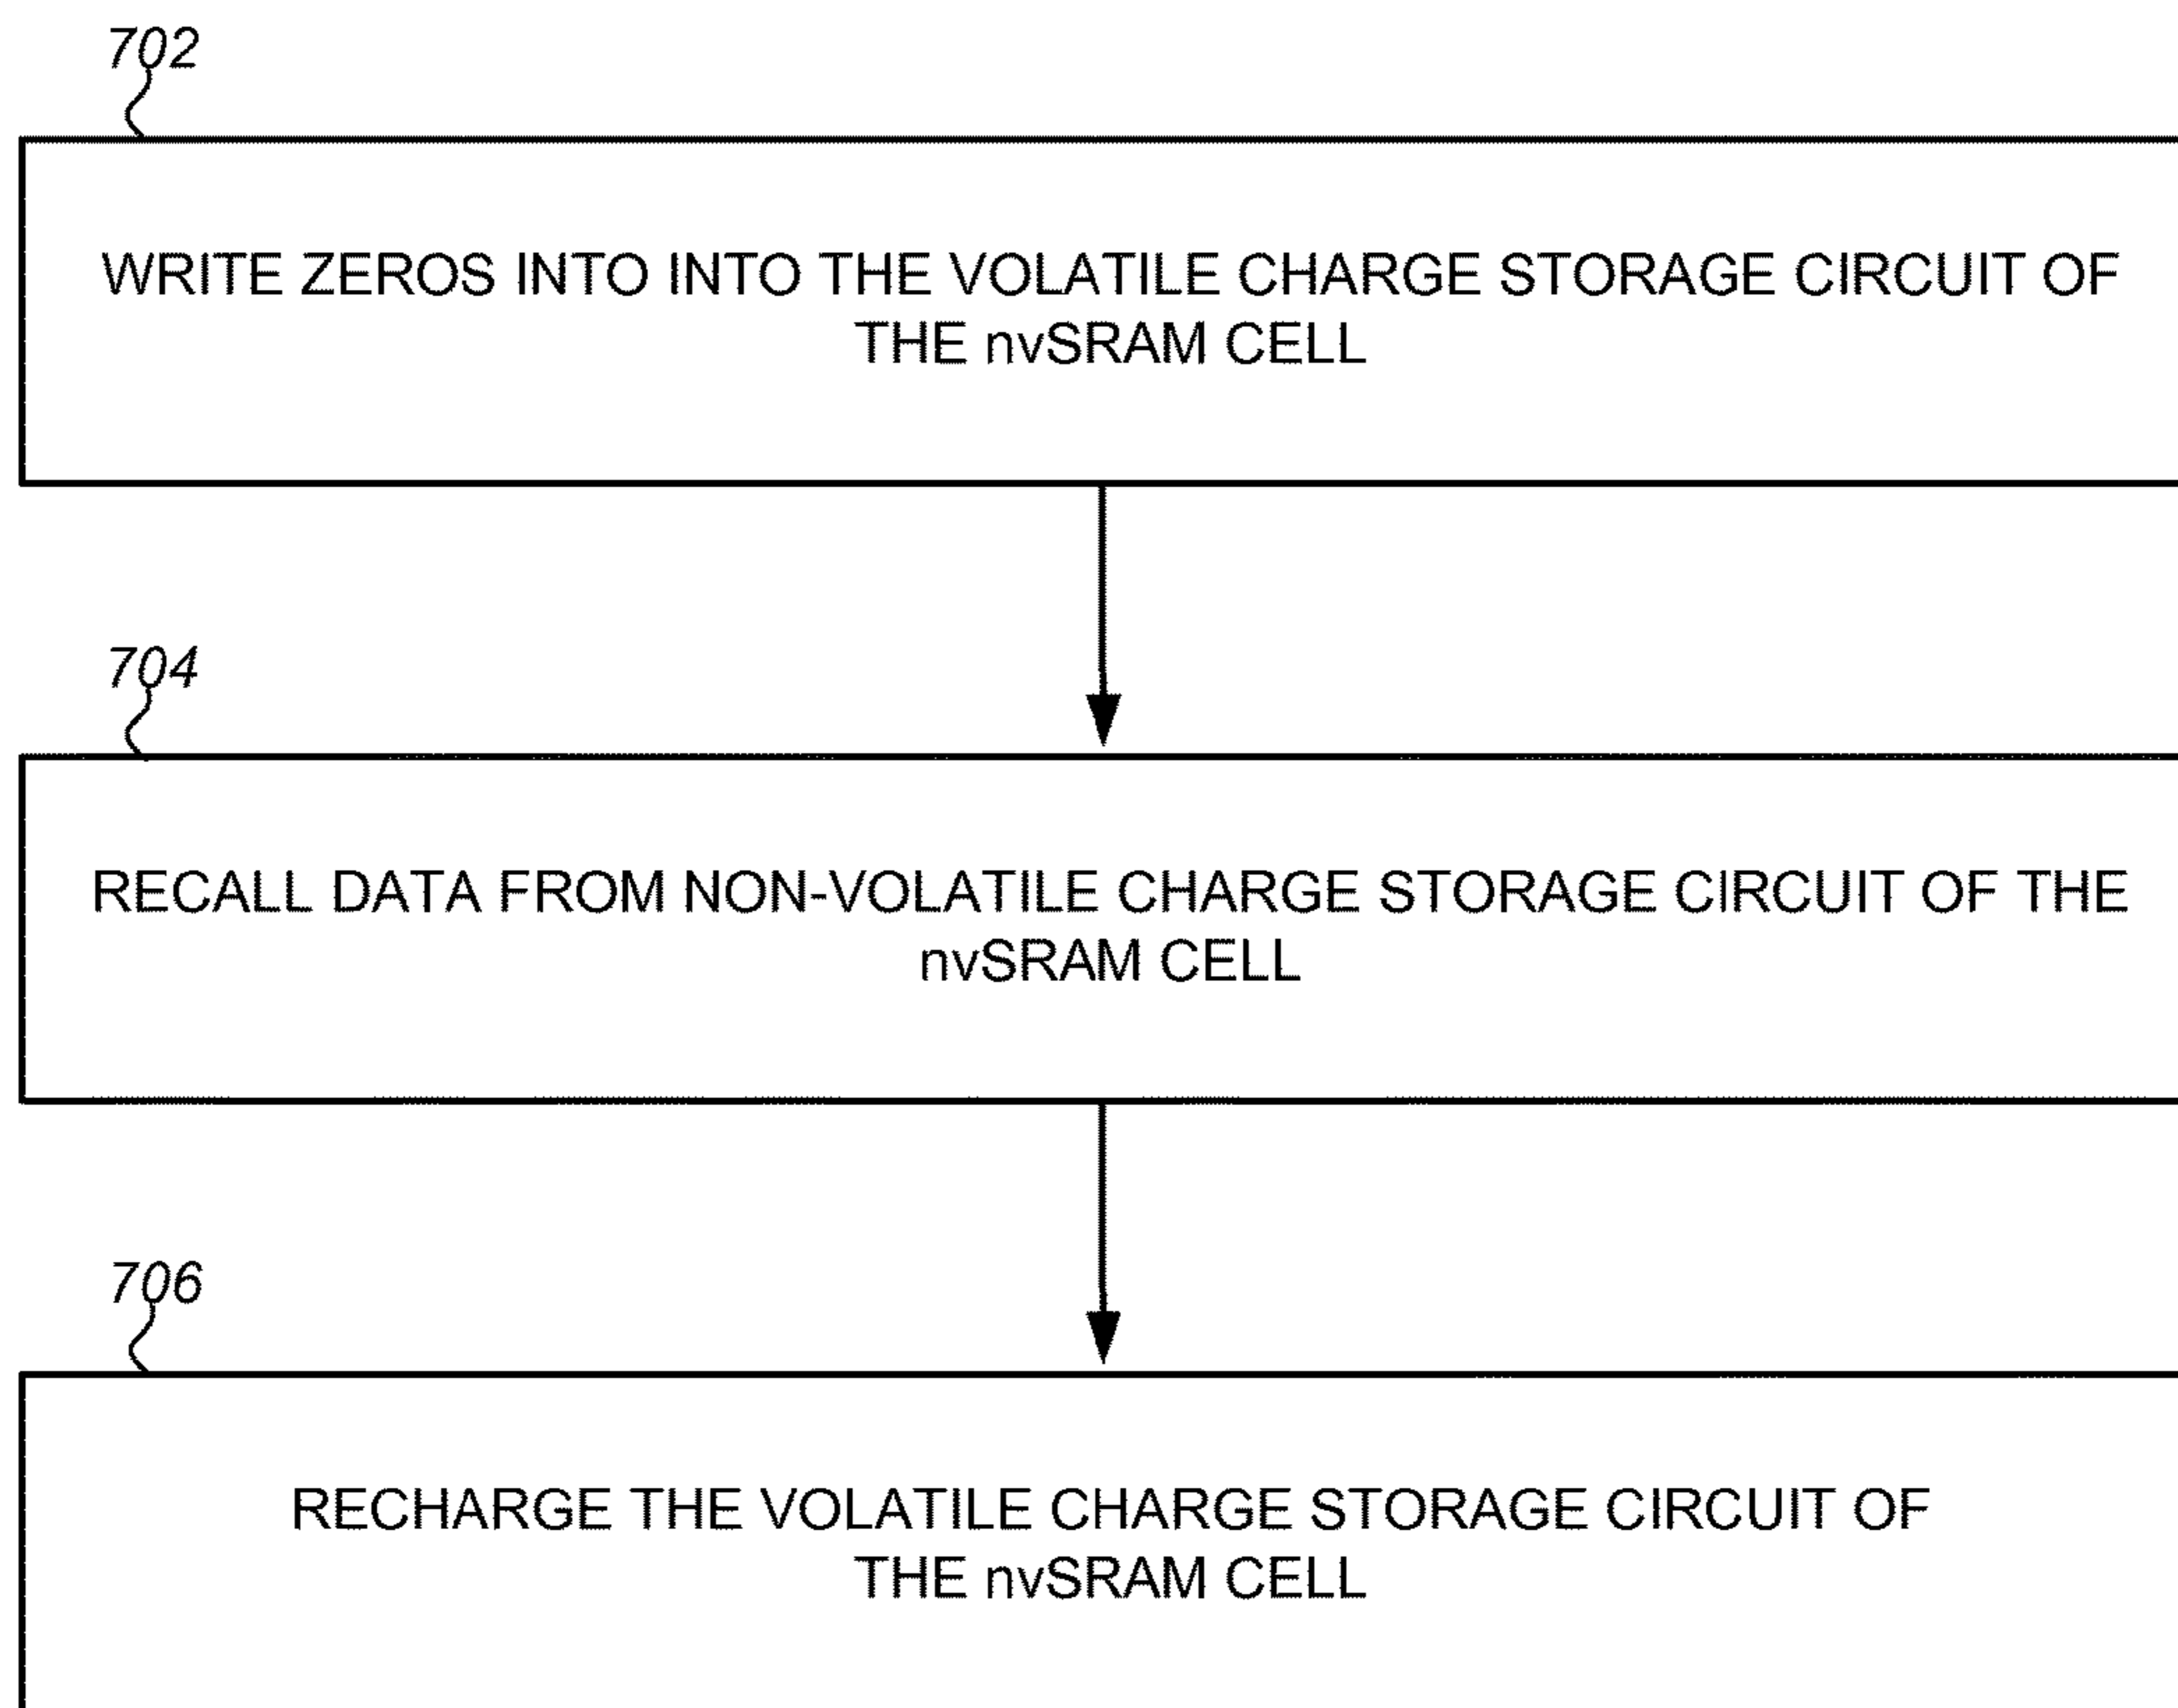 702
WRITE ZEROS INTO INTO THE VOLATILE CHARGE STORAGE CIRCUIT OF
THE nvSRAM CELL
704
RECALL DATA FROM NON-VOLATILE CHARGE STORAGE CIRCUIT OF THE
nvSRAM CELL
706
RECHARGE THE VOLATILE CHARGE STORAGE CIRCUIT OF
THE nvSRAM CELL